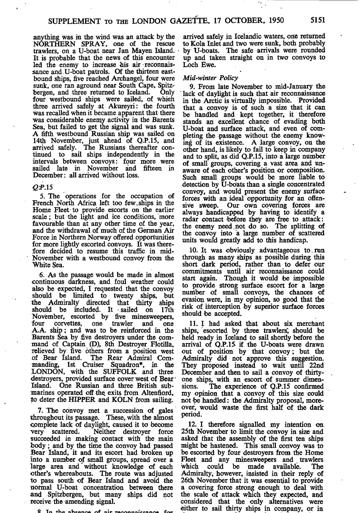 SUPPLEMENT TO THE LONDON GAZETTE, 17 OCTOBER, 1950 5151
anything was in the wind was an attack by the
NORTHERN SPRAY, one of the rescue
trawlers, on a U-boat near Jan Mayen Island.
It is probable that the news of this encounter
led the enemy to increase his air reconnais-
sance and U-boat patrols. Of the thirteen east-
bound ships, five reached Archangel, four were
sunk, one ran aground near South Cape, Spitz-
bergen, and three returned to Iceland. Only
four westbound ships were sailed, of which
three arrived safely at Akureyri: the fourth
was recalled when it became apparent that there
was considerable enemy activity in the Barents
Sea, but failed to get the signal and was sunk.
A fifth westbound Russian ship was sailed on
14th November, just ahead of Q.P.15, and
arrived safely. The Russians thereafter con-
tinued to sail ships independently in the
intervals between convoys: four more were
sailed late in November and fifteen in
December: all arrived without loss.
Q.P.15
5. The operations for the occupation of
French North Africa left too few ships in the
Home Fleet to provide escorts on the earlier
scale; but the light and ice conditions, more
favourable than at any other time of the year,
and the withdrawal of much of the German Air
Force in Northern Norway offered opportunities
for more lightly escorted convoys. It was there-
fore decided to resume this traffic in mid-
November with a westbound convoy from the
White Sea.
6. As the passage would be made in almost
continuous darkness, and foul weather could
also be expected, I requested that the convoy
should be limited to twenty ships, but
the Admiralty directed that thirty ships
should be included. It sailed on 17th
November, escorted by five minesweepers,
four corvettes, one trawler and one
A.A. ship; and was to be reinforced in the
Barents Sea by five destroyers under the com-
mand of Captain (D), 8th Destroyer Flotilla,
relieved by five others from a position west
of Bear Island. The Rear Admiral Com-
manding, 1st Cruiser Squadron*, in the
LONDON, with the SUFFOLK and three
destroyers, provided surface cover west of Bear
Island. One Russian and three British sub-
marines operated off the exits from Altenfiord,
to deter the HIPPER and KOLN from sailing.
7. The convoy met a succession of gales
throughout its passage. These, with the almost
complete lack of daylight, caused it to become
very scattered. Neither destroyer force
succeeded in making contact with the main
body; and by the time the convoy had passed
Bear Island, it and its escort had broken up
into a number of small groups, spread over a
large area and without knowledge of each
other's whereabouts. The route was adjusted
to pass south of Bear Island and avoid the
normal U-boat concentration between there
and Spitzbergen, but many ships did not
receive the amending signal.
8. In the absence of air reconnaissance, for
arrived safely in Icelandic waters, one returned
to Kola Inlet and two were sunk, both probably
by U-boats. The safe arrivals were rounded
up and taken straight on in two convoys to
Loch Ewe.
Mid-winter Policy
9. From late November to mid-January the
lack of daylight is such that air reconnaissance
in the Arctic is virtually impossible. Provided
that a convoy is of such a size that it can
be handled and kept together, it therefore
stands an excellent chance of evading both
U-boat and surface attack, and even of com-
pleting the passage without the enemy know-
ing of its existence. A large convoy, on the
other hand, is likely to fail to keep in company
and to split, as did Q.P.15, into a large number
of small groups, covering a vast area and un-
aware of each other's position or composition.
Such small groups would be more liable to
detection by U-boats than a single concentrated
convoy, and would present the enemy surface
forces with an ideal opportunity for an offen-
sive sweep. Our own covering forces are
always handicapped by having to identify a
radar contact before they are free to attack:
the enemy need not do so. The splitting of
the convoy into a large number of scattered
units would greatly add to this handicap.
10. It was obviously advantageous to run
through as many ships as possible during this
short dark period, rather than to defer our
commitments until air reconnaissance could
start again. Though it would be impossible
to provide strong surface escort for a large
number of small convoys, the chances of
evasion were, in my opinion, so good that the
risk of interception by superior surface forces
should be accepted.
11. I had asked that about six merchant
ships, escorted by three trawlers, should be
held ready in Iceland to sail shortly before the
arrival of Q.P.15 if the U-boats were drawn
out of position by that convoy; but the
Admiralty did not approve this suggestion.
They proposed instead to wait until 22nd
December and then to sail a convoy of thirty-
one ships, with an escort of summer dimen-
sions. The experience of Q.P.15 confirmed
my opinion that a convoy of this size could
not be handled: the Admiralty proposal, more-
over, would waste the first half of the dark
period.
12. I therefore signalled my intention on
25th November to limit the convoy in size and
asked that the assembly of the first ten ships
might be hastened. This small convoy was to
be escorted by four destroyers from the Home
Fleet and any minesweepers and trawlers
which could be made available. The
Admiralty, however, insisted in their reply of
26th November that it was essential to provide
a covering force strong enough to deal with
the scale of attack which they expected, and
considered that the only alternatives were
either to sail thirty ships in company, or in